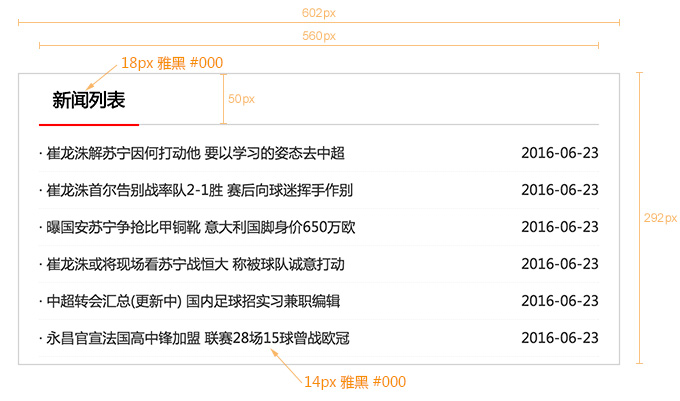 602px
560px
18px 雅黑 #000
新闻列表
50px
· 崔龙洙解苏宁因何打动他 要以学习的姿态去中超 2016-06-23
· 崔龙洙首尔告别战率队2-1胜 赛后向球迷挥手作别 2016-06-23
· 曝国安苏宁争抢比甲铜靴 意大利国脚身价650万欧 2016-06-23
292px
· 崔龙洙或将现场看苏宁战恒大 称被球队诚意打动 2016-06-23
· 中超转会汇总(更新中) 国内足球招实习兼职编辑 2016-06-23
· 永昌官宣法国高中锋加盟 联赛28场15球曾战欧冠 2016-06-23
14px 雅黑 #000